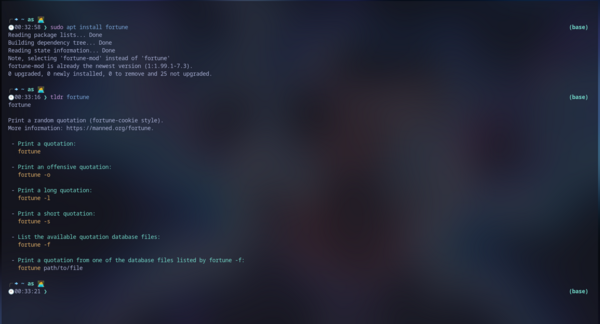 ~ as
00:32:58 ❯ sudo apt install fortune (base)
Reading package lists... Done
Building dependency tree... Done
Reading state information... Done
Note, selecting 'fortune-mod' instead of 'fortune'
fortune-mod is already the newest version (1:1.99.1-7.3).
0 upgraded, 0 newly installed, 0 to remove and 25 not upgraded.
~ as
00:33:16 ❯ tldr fortune (base)
fortune
Print a random quotation (fortune-cookie style).
More information: https://manned.org/fortune.
- Print a quotation:
fortune
- Print an offensive quotation:
fortune -o
- Print a long quotation:
fortune -l
- Print a short quotation:
fortune -s
- List the available quotation database files:
fortune -f
- Print a quotation from one of the database files listed by fortune -f:
fortune path/to/file
~ as
00:33:21 ❯ (base)